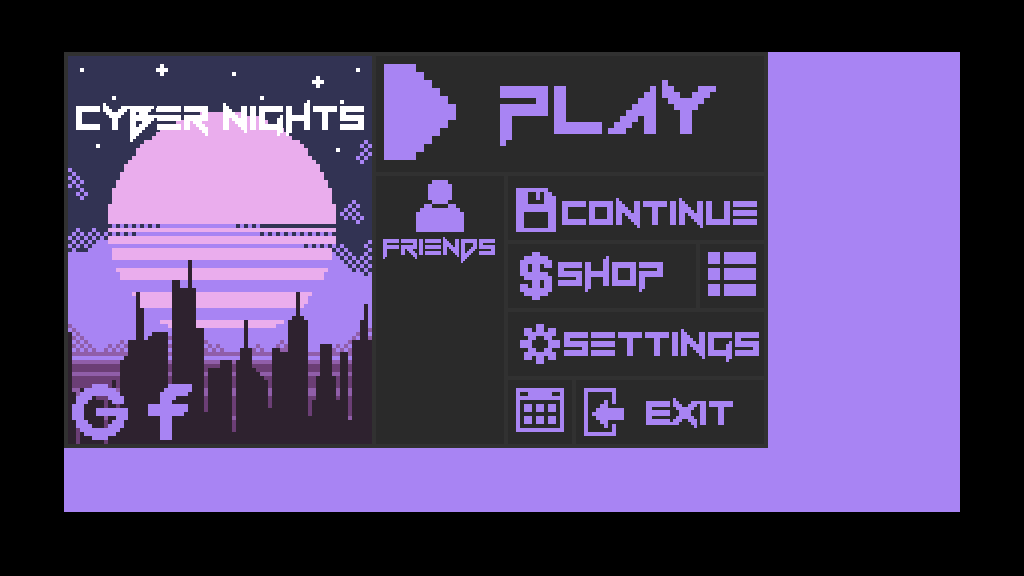 CYBER NIGHTS
PLAY
FRIENDS
CONTINUE
$SHOP
SETTINGS
EXIT
G f